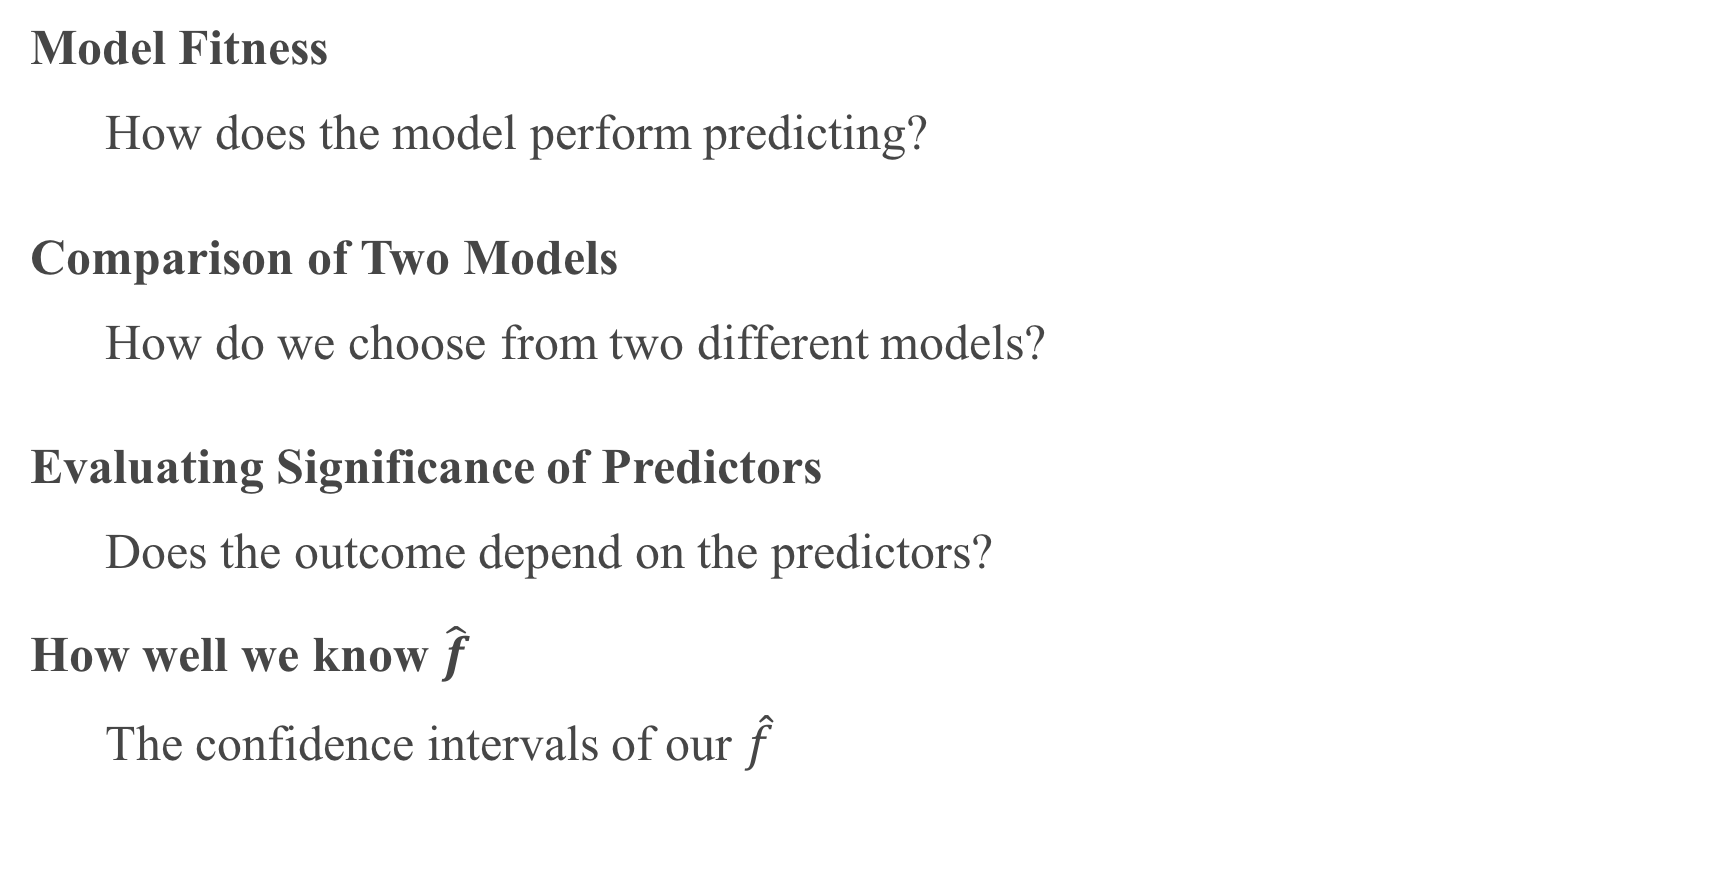 Model Fitness
How does the model perform predicting?
Comparison of Two Models
How do we choose from two different models?
Evaluating Significance of Predictors
Does the outcome depend on the predictors?
How well we know f̂
The confidence intervals of our f̂